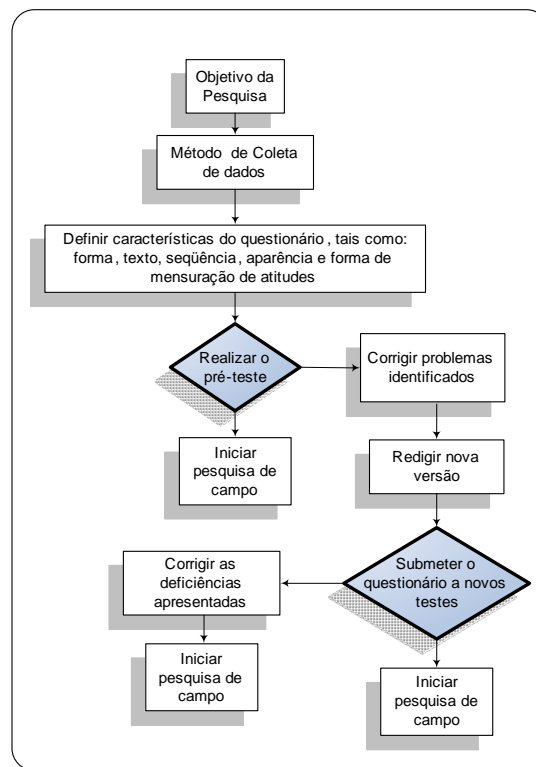 Objetivo da
Pesquisa
Método de Coleta
de dados
Definir características do questionário, tais como:
forma, texto, seqüência, aparência e forma de
mensuração de atitudes
Realizar o
pré-teste
Corrigir problemas
identificados
Iniciar
pesquisa de
campo
Redigir nova
versão
Corrigir as
deficiências
apresentadas
Submeter o
questionário a novos
testes
Iniciar
pesquisa de
campo
Iniciar
pesquisa de
campo